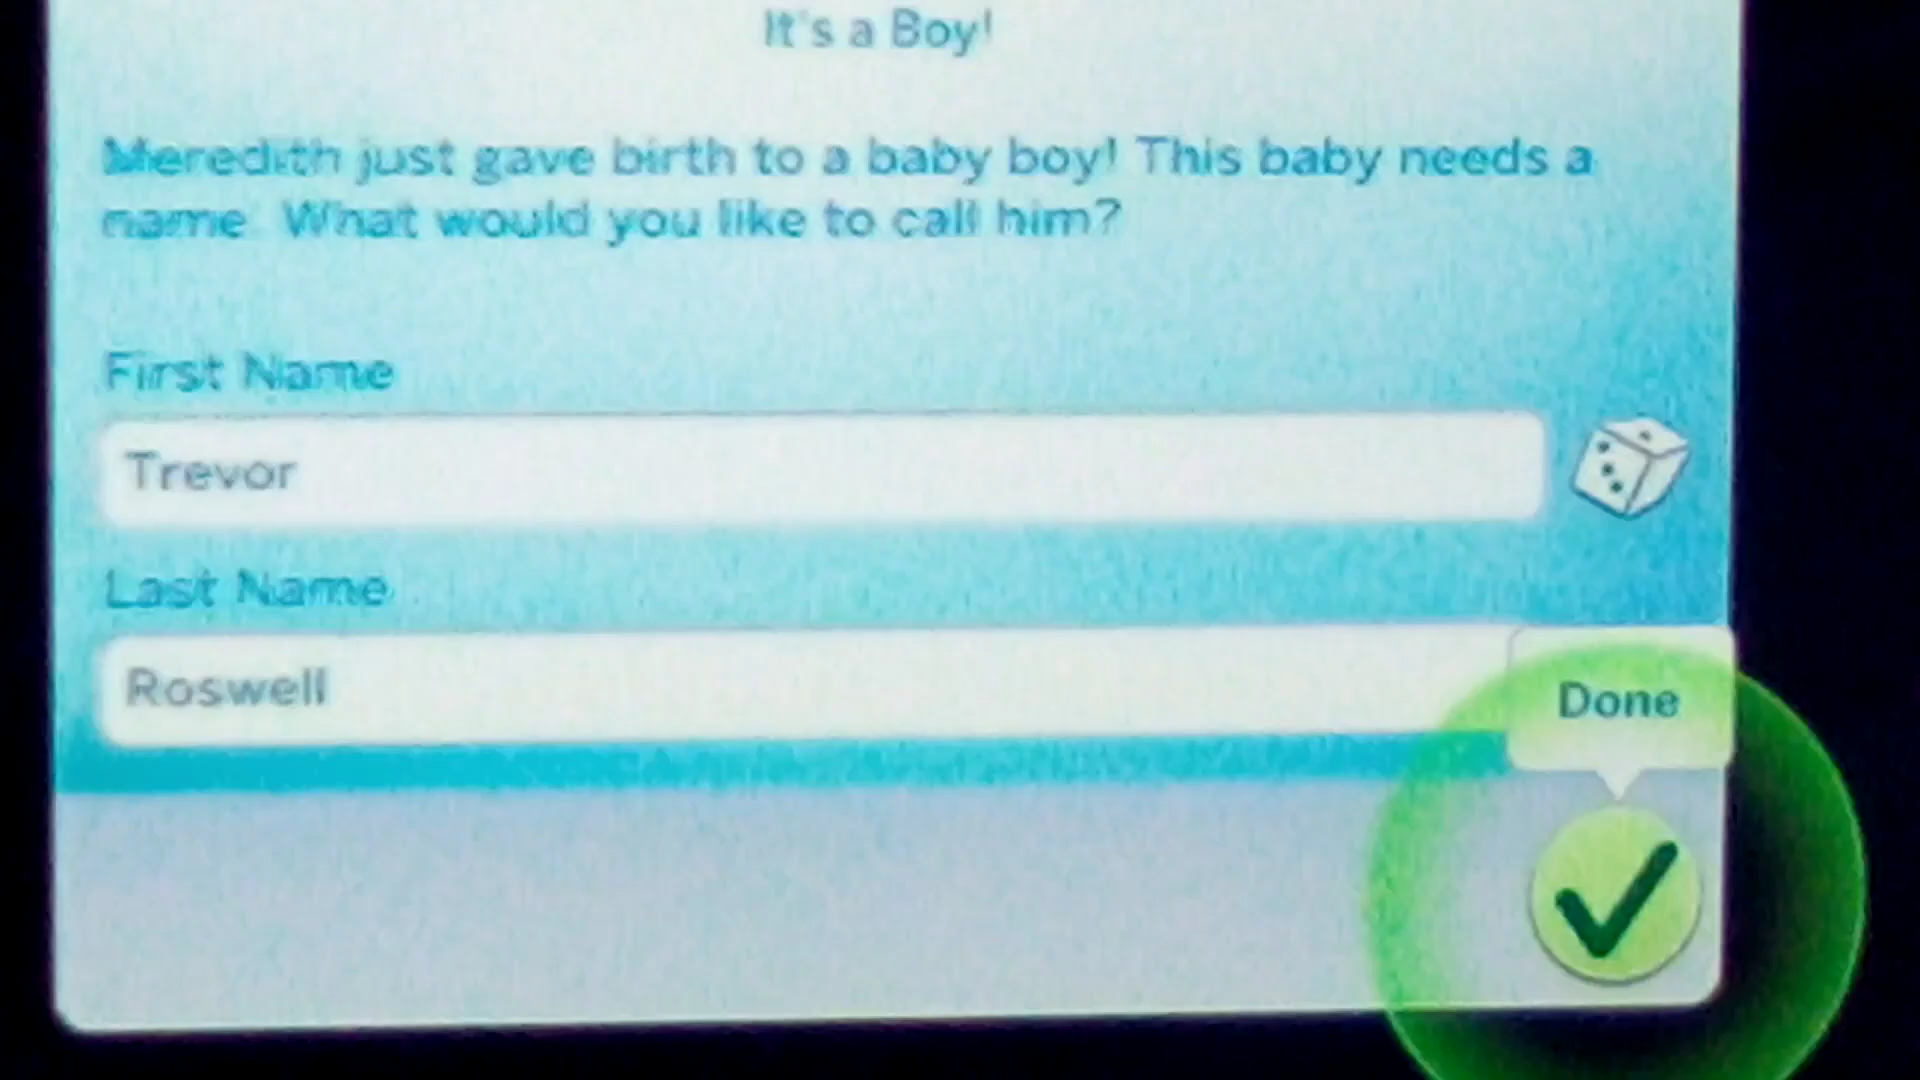 It's a Boy!
Meredith just gave birth to a baby boy! This baby needs a
name. What would you like to call him?
First Name
Trevor
Last Name
Roswell
Done